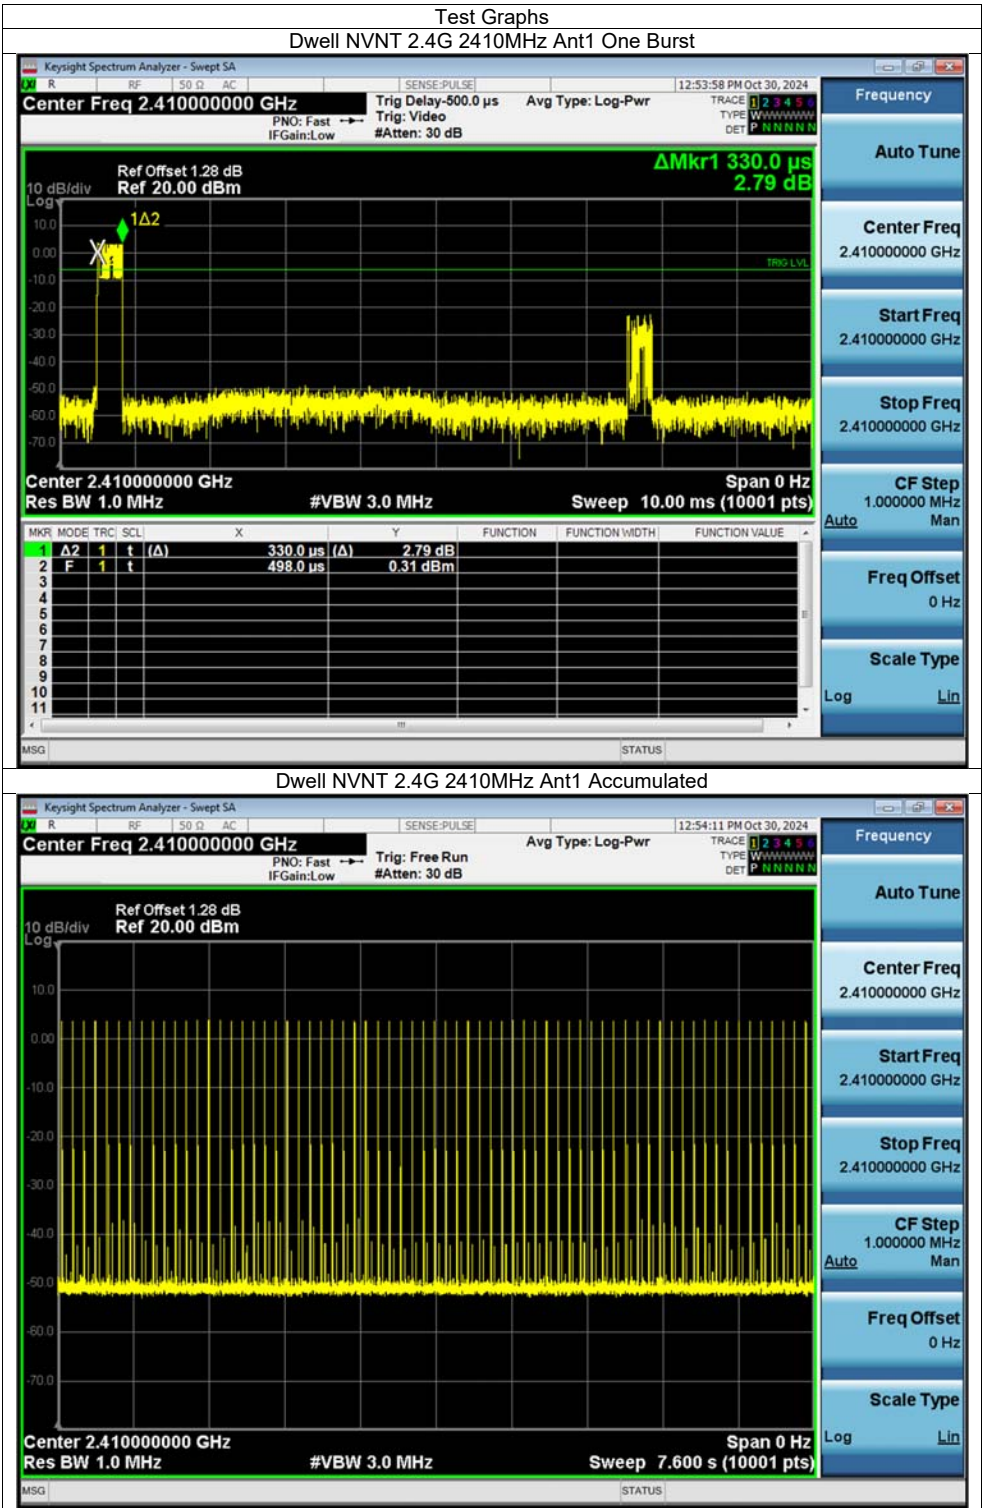 Test Graphs
Dwell NVNT 2.4G 2410MHz Ant1 One Burst
Keysight Spectrum Analyzer - Swept SA
R RF 50 Ω AC SENSE:PULSE 12:53:58 PM Oct 30, 2024
Center Freq 2.410000000 GHz
PNO: Fast
IFGain:Low
Trig Delay-500.0 µs
Trig: Video
#Atten: 30 dB
Avg Type: Log-Pwr
TRACE 1 2 3 4 5 6
TYPE WWWWWW
DET P N N N N N
Frequency
Auto Tune
Center Freq
2.410000000 GHz
Start Freq
2.410000000 GHz
Stop Freq
2.410000000 GHz
CF Step
1.000000 MHz
Auto Man
Freq Offset
0 Hz
Scale Type
Log Lin
ΔMkr1 330.0 µs
2.79 dB
Ref Offset 1.28 dB
10 dB/div Ref 20.00 dBm
Log
10.0
0.00
-10.0
-20.0
-30.0
-40.0
-50.0
-60.0
-70.0
1Δ2
TRIG LVL
Center 2.410000000 GHz Span 0 Hz
Res BW 1.0 MHz #VBW 3.0 MHz Sweep 10.00 ms (10001 pts)
MKR MODE TRC SCL X Y FUNCTION FUNCTION WIDTH FUNCTION VALUE
1 Δ2 1 t (Δ) 330.0 µs (Δ) 2.79 dB
2 F 1 t 498.0 µs 0.31 dBm
3
4
5
6
7
8
9
10
11
MSG STATUS
Dwell NVNT 2.4G 2410MHz Ant1 Accumulated
Keysight Spectrum Analyzer - Swept SA
R RF 50 Ω AC SENSE:PULSE 12:54:11 PM Oct 30, 2024
Center Freq 2.410000000 GHz
PNO: Fast
IFGain:Low
Trig: Free Run
#Atten: 30 dB
Avg Type: Log-Pwr
TRACE 1 2 3 4 5 6
TYPE WWWWWW
DET P N N N N N
Frequency
Auto Tune
Center Freq
2.410000000 GHz
Start Freq
2.410000000 GHz
Stop Freq
2.410000000 GHz
CF Step
1.000000 MHz
Auto Man
Freq Offset
0 Hz
Scale Type
Log Lin
Ref Offset 1.28 dB
10 dB/div Ref 20.00 dBm
Log
10.0
0.00
-10.0
-20.0
-30.0
-40.0
-50.0
-60.0
-70.0
Center 2.410000000 GHz Span 0 Hz
Res BW 1.0 MHz #VBW 3.0 MHz Sweep 7.600 s (10001 pts)
MSG STATUS